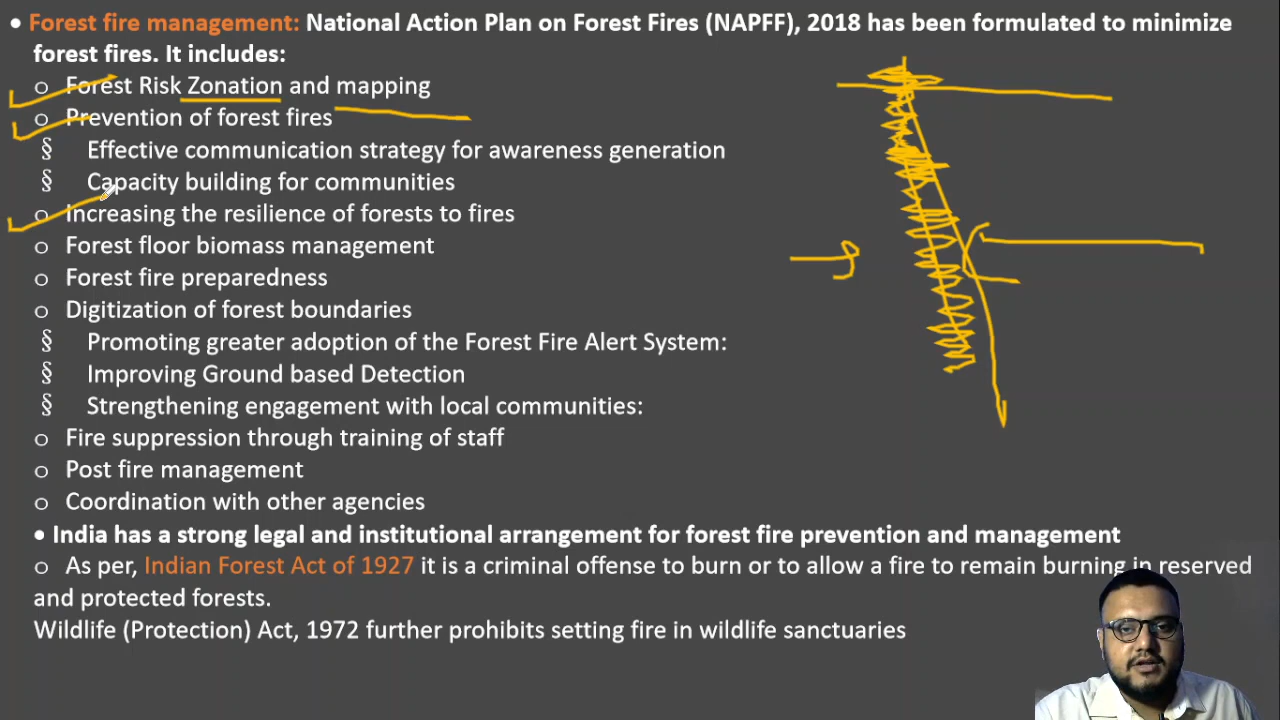 • Forest fire management: National Action Plan on Forest Fires (NAPFF), 2018 has been formulated to minimize
forest fires. It includes:
o Forest Risk Zonation and mapping
o Prevention of forest fires
§ Effective communication strategy for awareness generation
§ Capacity building for communities
o Increasing the resilience of forests to fires
o Forest floor biomass management
o Forest fire preparedness
o Digitization of forest boundaries
§ Promoting greater adoption of the Forest Fire Alert System:
§ Improving Ground based Detection
§ Strengthening engagement with local communities:
o Fire suppression through training of staff
o Post fire management
o Coordination with other agencies
• India has a strong legal and institutional arrangement for forest fire prevention and management
o As per, Indian Forest Act of 1927 it is a criminal offense to burn or to allow a fire to remain burning in reserved
and protected forests.
Wildlife (Protection) Act, 1972 further prohibits setting fire in wildlife sanctuaries